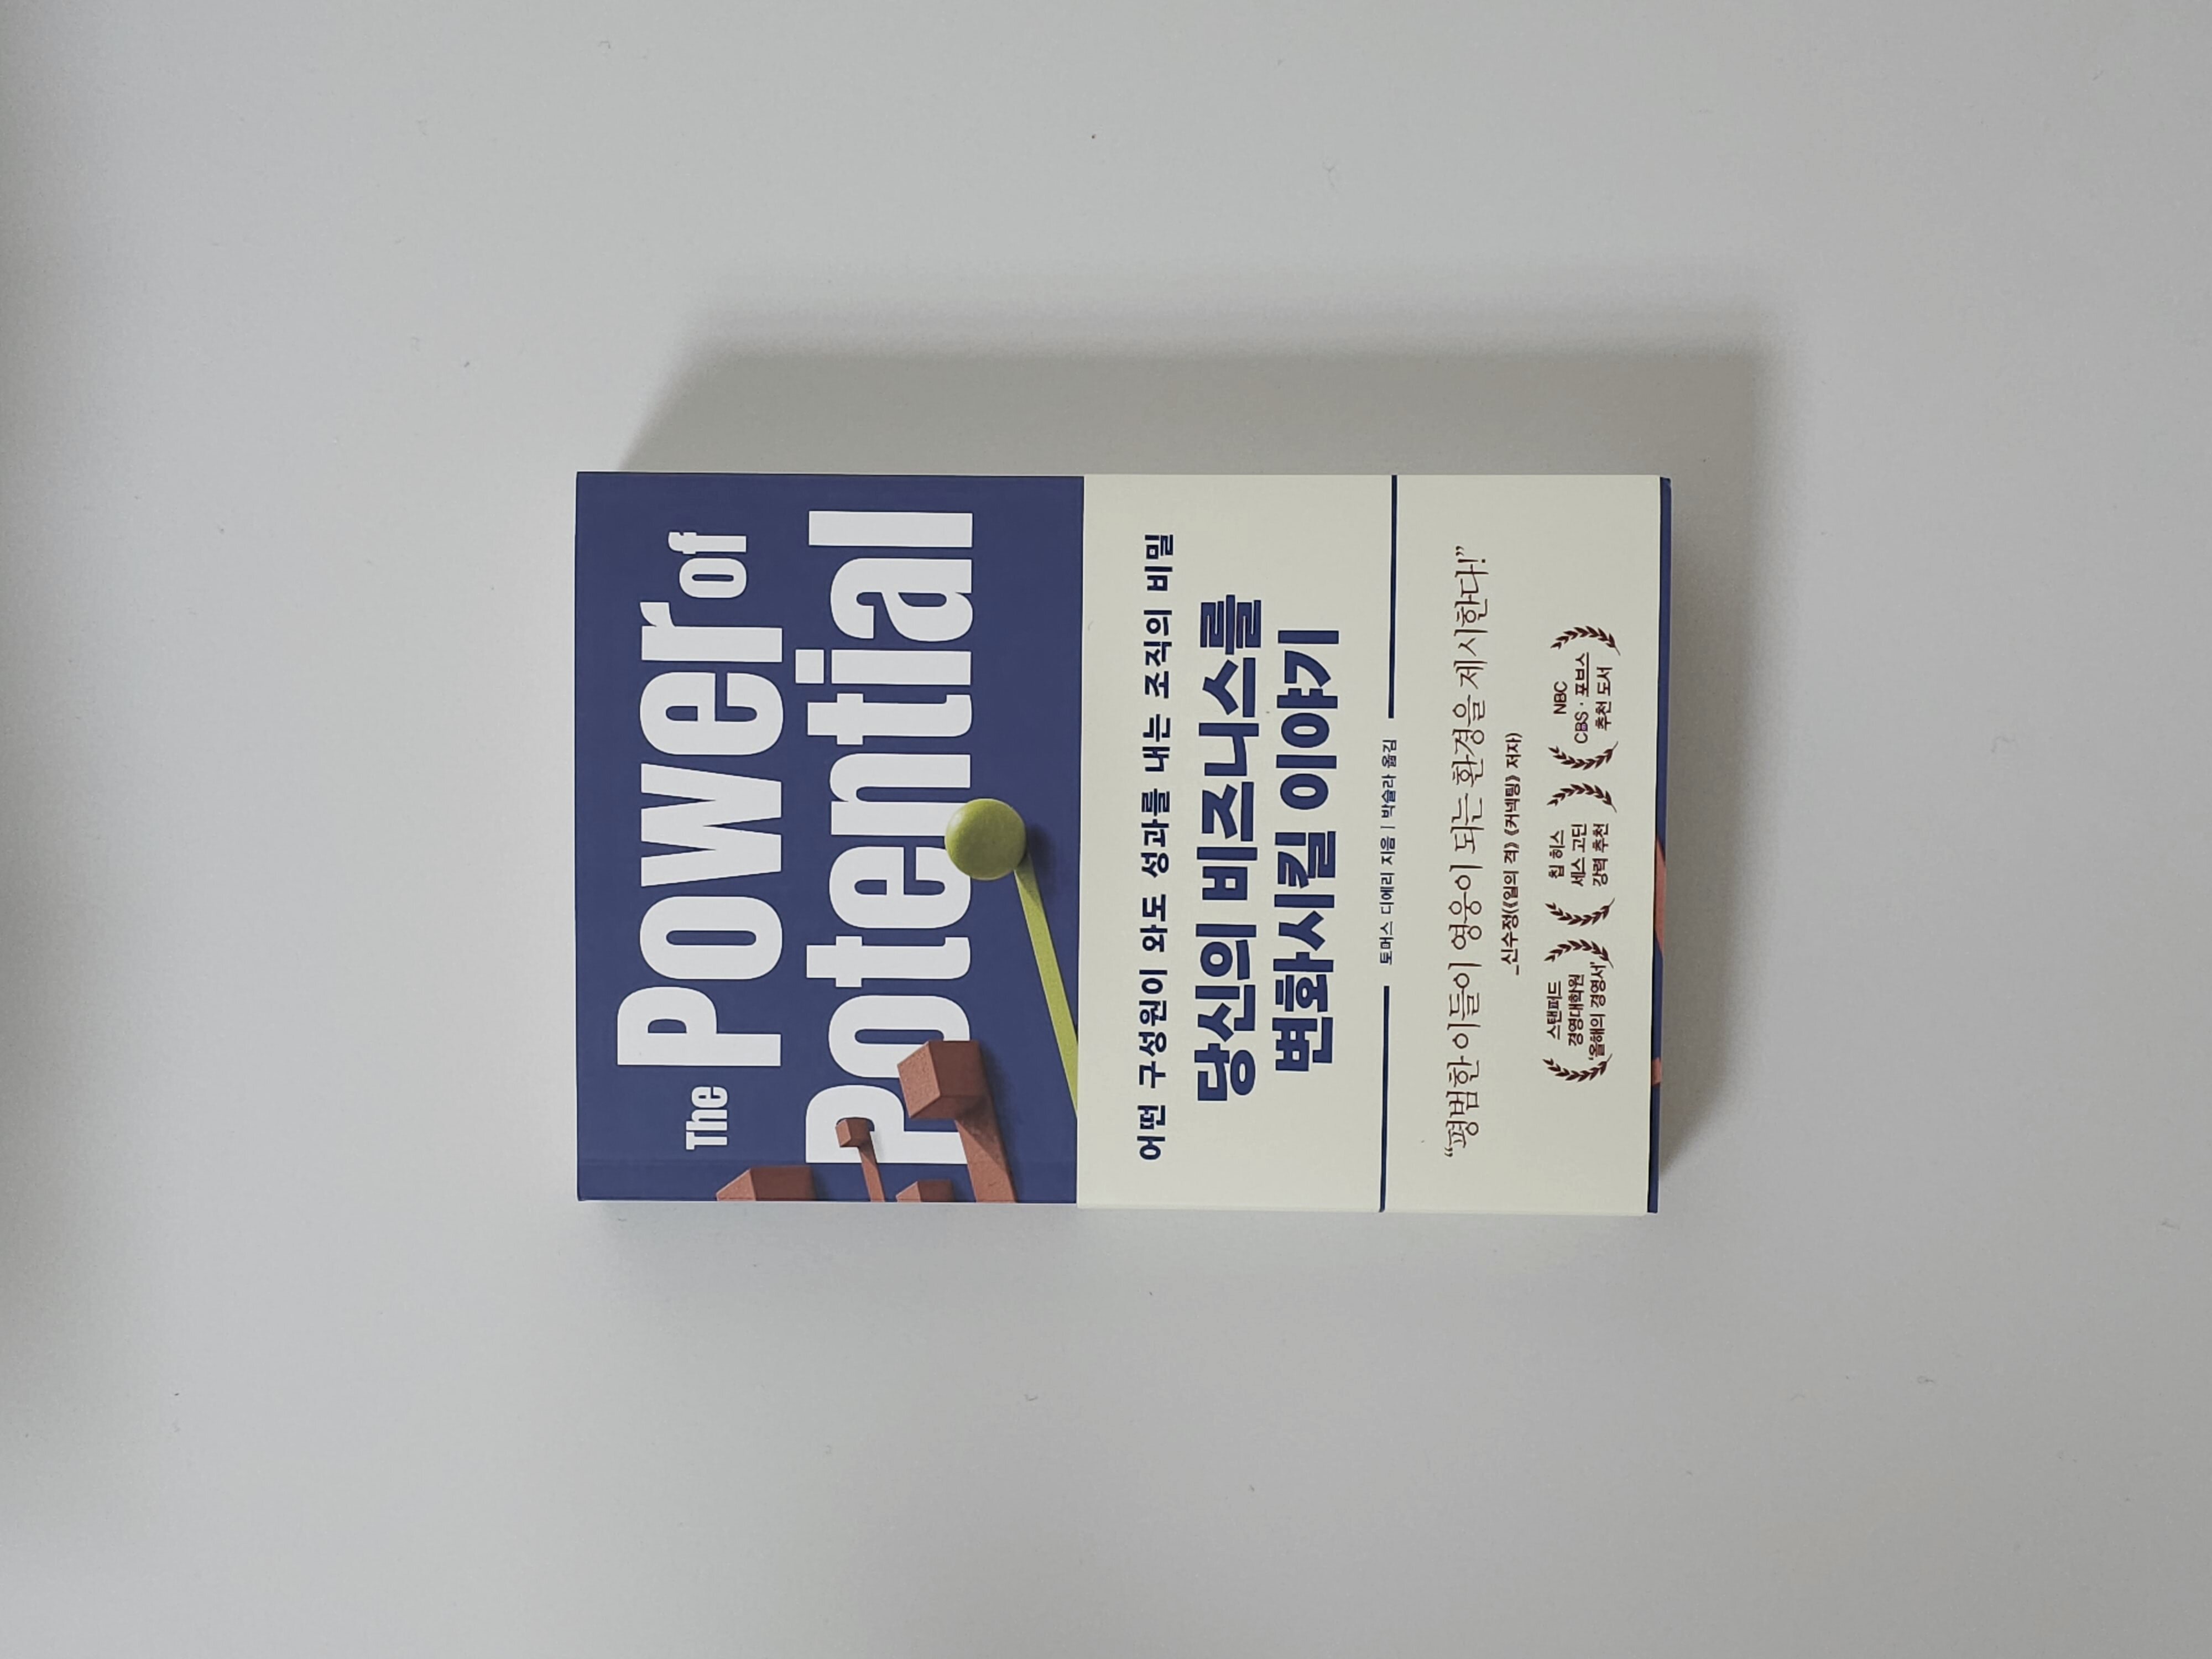 The Power of
Potential
어떤 구성원이 와도 성과를 내는 조직의 비밀
당신의 비즈니스를
변화시킬 이야기
토머스 디에리 지음 | 박슬라 옮김
“평범한 이들이 영웅이 되는 환경을 제시한다!”
_신수정(《일의 격》 《커넥팅》 저자)
스탠퍼드
경영대학원
‘올해의 경영서’
칩 히스
세스 고딘
강력 추천
NBC
CBS · 포브스
추천 도서